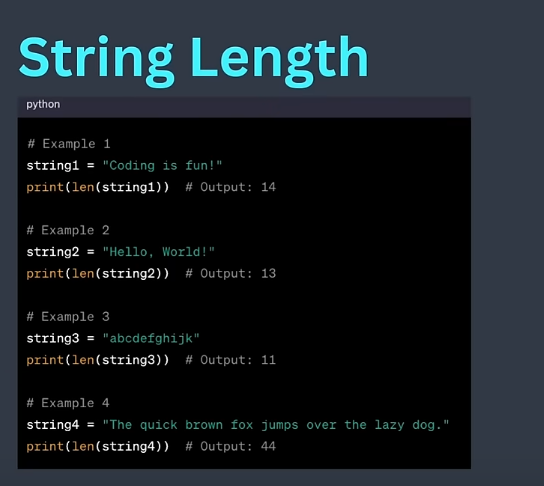 String Length
python
# Example 1
string1 = "Coding is fun!"
print(len(string1))  # Output: 14
# Example 2
string2 = "Hello, World!"
print(len(string2))  # Output: 13
# Example 3
string3 = "abcdefghijk"
print(len(string3))  # Output: 11
# Example 4
string4 = "The quick brown fox jumps over the lazy dog."
print(len(string4))  # Output: 44